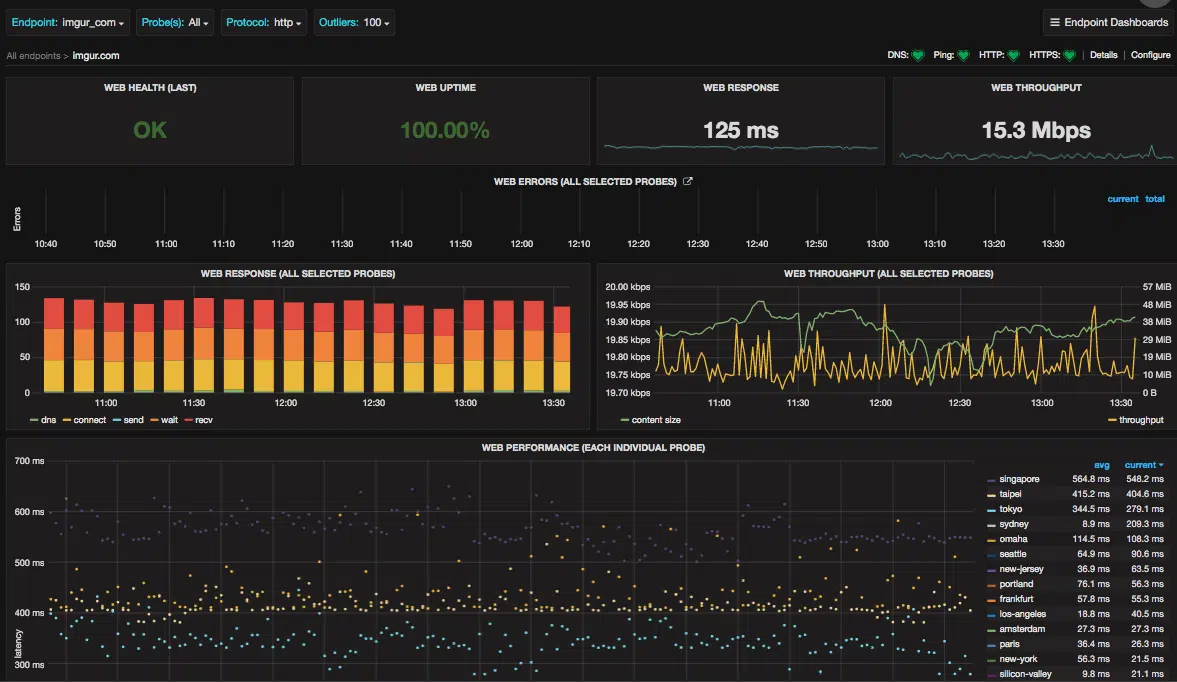 Endpoint: imgur_com Probe(s): All Protocol: http Outliers: 100 Endpoint Dashboards
All endpoints > imgur.com DNS: Ping: HTTP: HTTPS: | Details | Configure
WEB HEALTH (LAST) WEB UPTIME WEB RESPONSE WEB THROUGHPUT
OK 100.00% 125 ms 15.3 Mbps
WEB ERRORS (ALL SELECTED PROBES)
current total
Errors
10:40 10:50 11:00 11:10 11:20 11:30 11:40 11:50 12:00 12:10 12:20 12:30 12:40 12:50 13:00 13:10 13:20 13:30
WEB RESPONSE (ALL SELECTED PROBES)
150
100
50
0
11:00 11:30 12:00 12:30 13:00 13:30
dns connect send wait recv
WEB THROUGHPUT (ALL SELECTED PROBES)
20.00 kbps 57 MiB
19.95 kbps 48 MiB
19.90 kbps 38 MiB
19.85 kbps 29 MiB
19.80 kbps 19 MiB
19.75 kbps 10 MiB
19.70 kbps 0 B
11:00 11:30 12:00 12:30 13:00 13:30
content size throughput
WEB PERFORMANCE (EACH INDIVIDUAL PROBE)
700 ms
600 ms
500 ms
400 ms
300 ms
latency
avg current
singapore 564.8 ms 548.2 ms
taipei 415.2 ms 404.6 ms
tokyo 344.5 ms 279.1 ms
sydney 8.9 ms 209.3 ms
omaha 114.5 ms 108.3 ms
seattle 64.9 ms 90.6 ms
new-jersey 36.9 ms 63.5 ms
portland 76.1 ms 56.3 ms
frankfurt 57.8 ms 55.3 ms
los-angeles 18.8 ms 40.5 ms
amsterdam 27.3 ms 27.3 ms
paris 36.4 ms 26.3 ms
new-york 56.3 ms 21.5 ms
silicon-valley 9.8 ms 21.1 ms